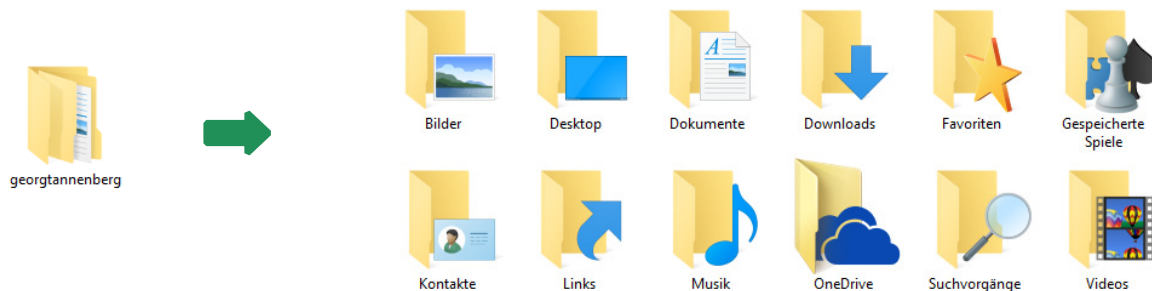 georgtannenberg
Bilder
Desktop
Dokumente
Downloads
Favoriten
Gespeicherte
Spiele
Kontakte
Links
Musik
OneDrive
Suchvorgänge
Videos